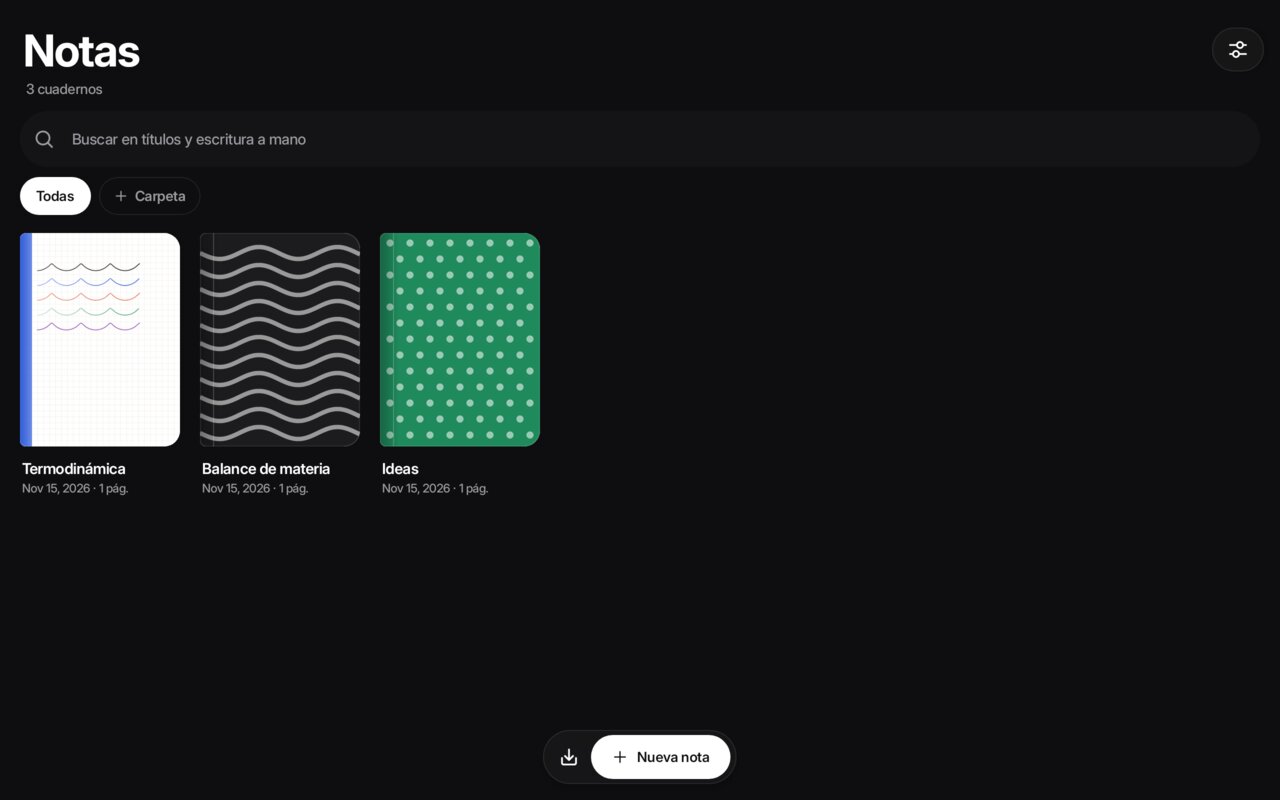 Notas
3 cuadernos
Buscar en títulos y escritura a mano
Todas
Carpeta
Termodinámica
Nov 15, 2026 · 1 pág.
Balance de materia
Nov 15, 2026 · 1 pág.
Ideas
Nov 15, 2026 · 1 pág.
Nueva nota